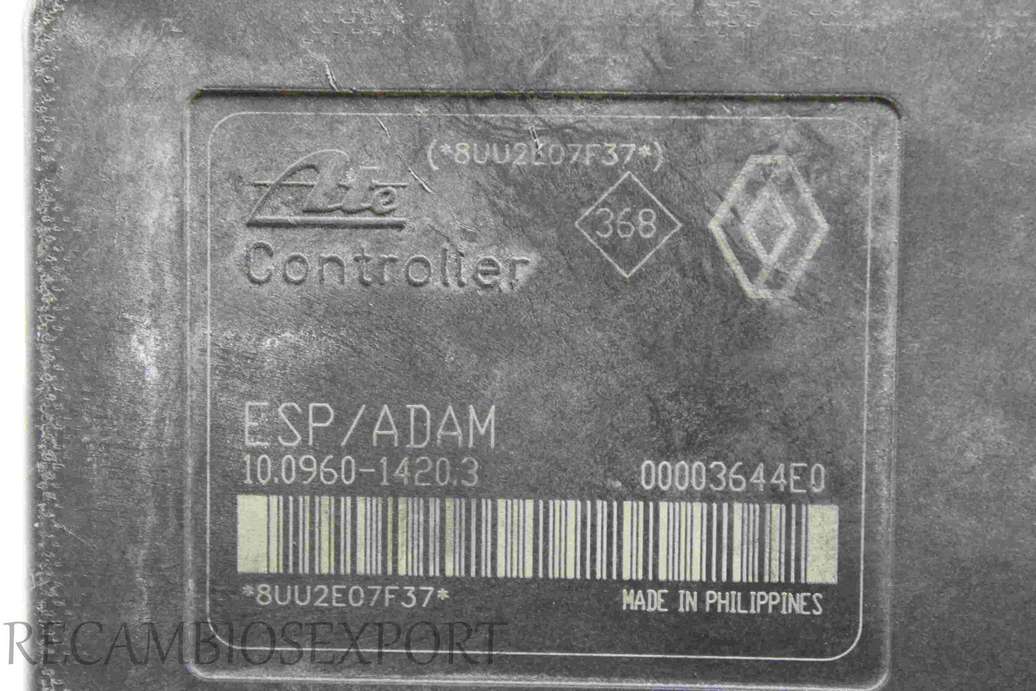 (*8UU2E07F37*)
Ate
368
Controller
ESP/ADAM
10.0960-1420.3 00003644E0
*8UU2E07F37* MADE IN PHILIPPINES
RECAMBIOSEXPORT